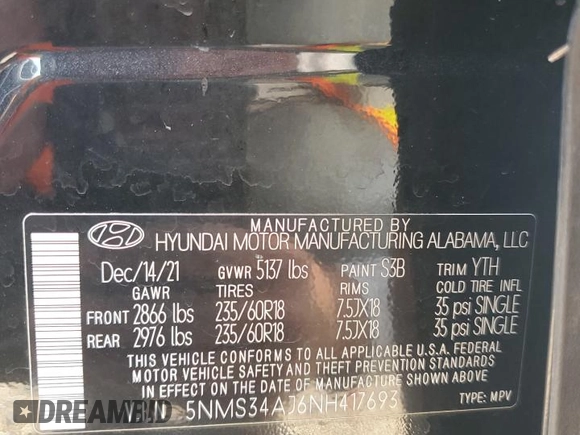 MANUFACTURED BY
HYUNDAI MOTOR MANUFACTURING ALABAMA, LLC
Dec/14/21 GVWR 5137 lbs PAINT S3B TRIM YTH
GAWR TIRES RIMS COLD TIRE INFL
FRONT 2866 lbs 235/60R18 7.5JX18 35 psi SINGLE
REAR 2976 lbs 235/60R18 7.5JX18 35 psi SINGLE
THIS VEHICLE CONFORMS TO ALL APPLICABLE U.S.A. FEDERAL
MOTOR VEHICLE SAFETY AND THEFT PREVENTION STANDARDS
IN EFFECT ON THE DATE OF MANUFACTURE SHOWN ABOVE.
VIN 5NMS34AJ6NH417693 TYPE: MPV
DEALERSHIP.CC